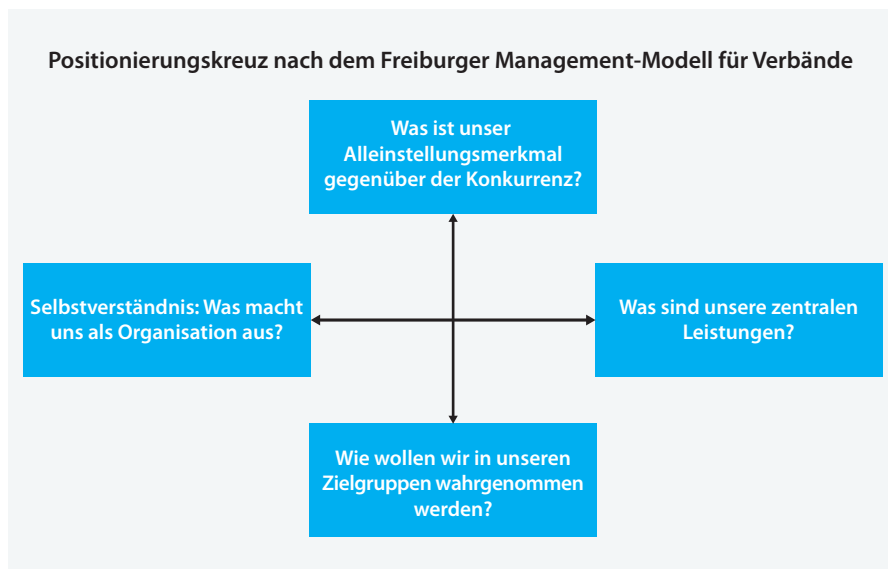 Positionierungskreuz nach dem Freiburger Management-Modell für Verbände
Was ist unser
Alleinstellungsmerkmal
gegenüber der Konkurrenz?
Selbstverständnis: Was macht
uns als Organisation aus?
Was sind unsere zentralen
Leistungen?
Wie wollen wir in unseren
Zielgruppen wahrgenommen
werden?